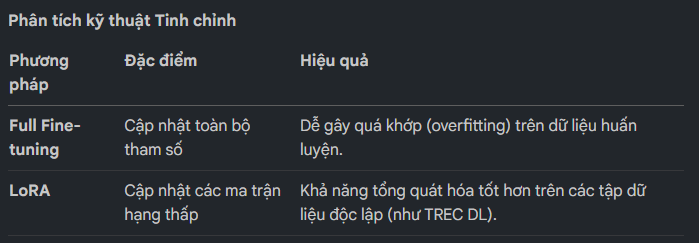 Phân tích kỹ thuật Tinh chỉnh
Phương pháp Đặc điểm Hiệu quả
Full Fine-tuning Cập nhật toàn bộ tham số Dễ gây quá khớp (overfitting) trên dữ liệu huấn luyện.
LoRA Cập nhật các ma trận hạng thấp Khả năng tổng quát hóa tốt hơn trên các tập dữ liệu độc lập (như TREC DL).